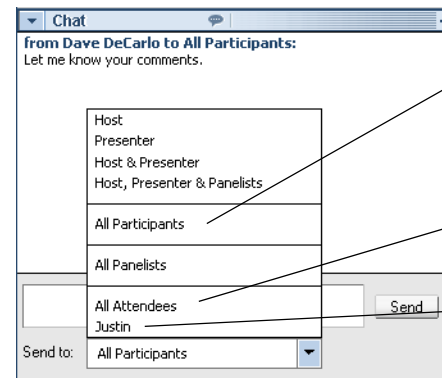 Chat
from Dave DeCarlo to All Participants:
Let me know your comments.
Host
Presenter
Host & Presenter
Host, Presenter & Panelists
All Participants
All Panelists
All Attendees
Justin
Send
Send to:
All Participants